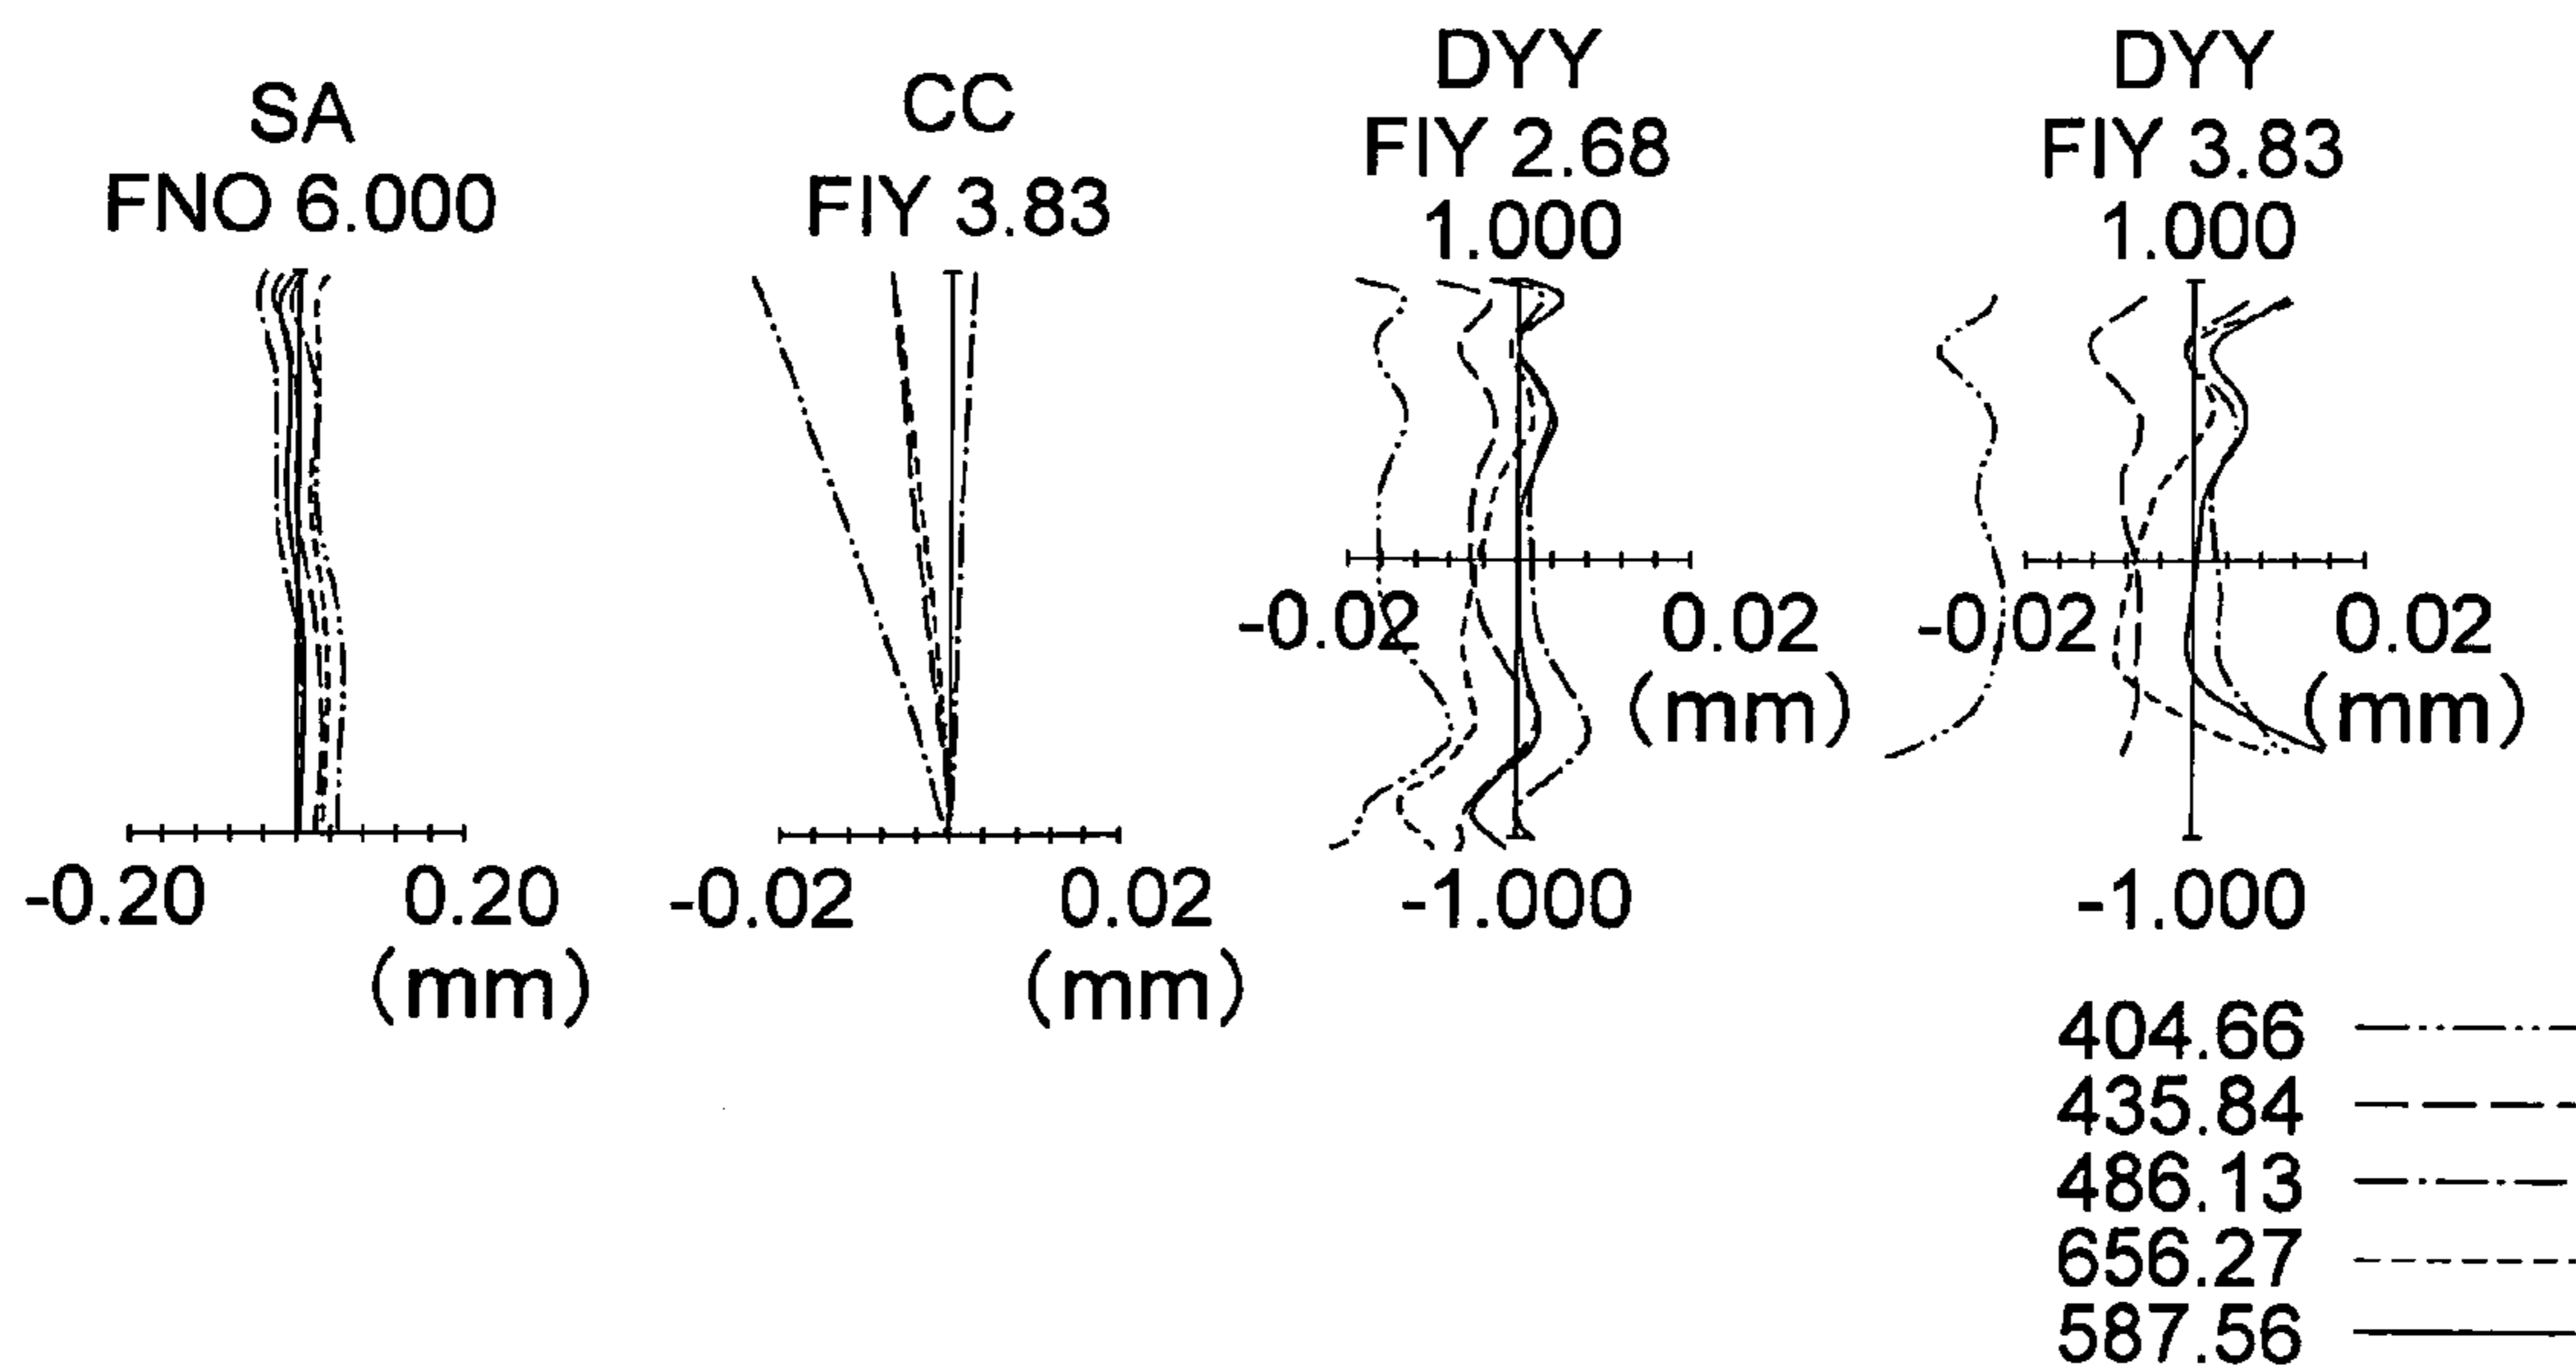 SA
FNO 6.000
-0.20 0.20
(mm)
CC
FIY 3.83
-0.02 0.02
(mm)
DYY
FIY 2.68
1.000
-0.02 0.02
(mm)
-1.000
DYY
FIY 3.83
1.000
-0.02 0.02
(mm)
-1.000
404.66
435.84
486.13
656.27
587.56